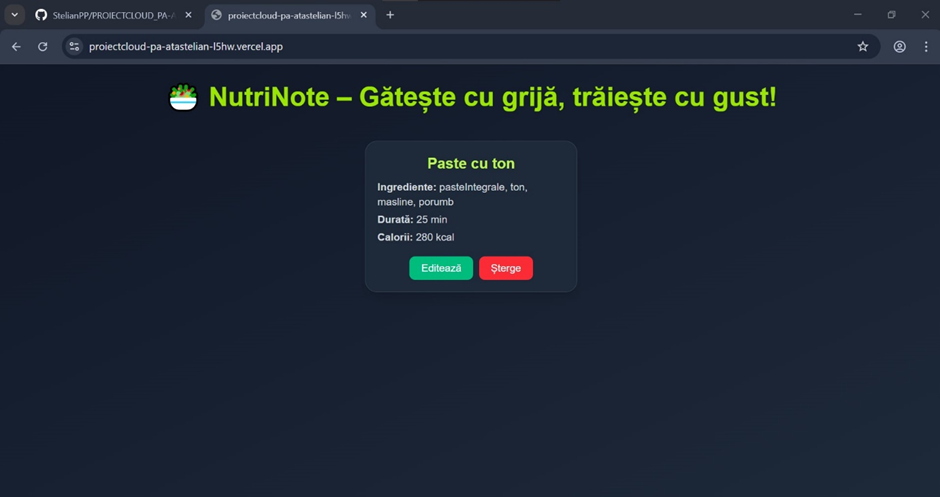 StelianPP/PROIECTCLOUD_PA-A
proiectcloud-pa-atastelian-l5hw
proiectcloud-pa-atastelian-l5hw.vercel.app
NutriNote – Gătește cu grijă, trăiește cu gust!
Paste cu ton
Ingrediente: pasteIntegrale, ton,
masline, porumb
Durată: 25 min
Calorii: 280 kcal
Editează Șterge